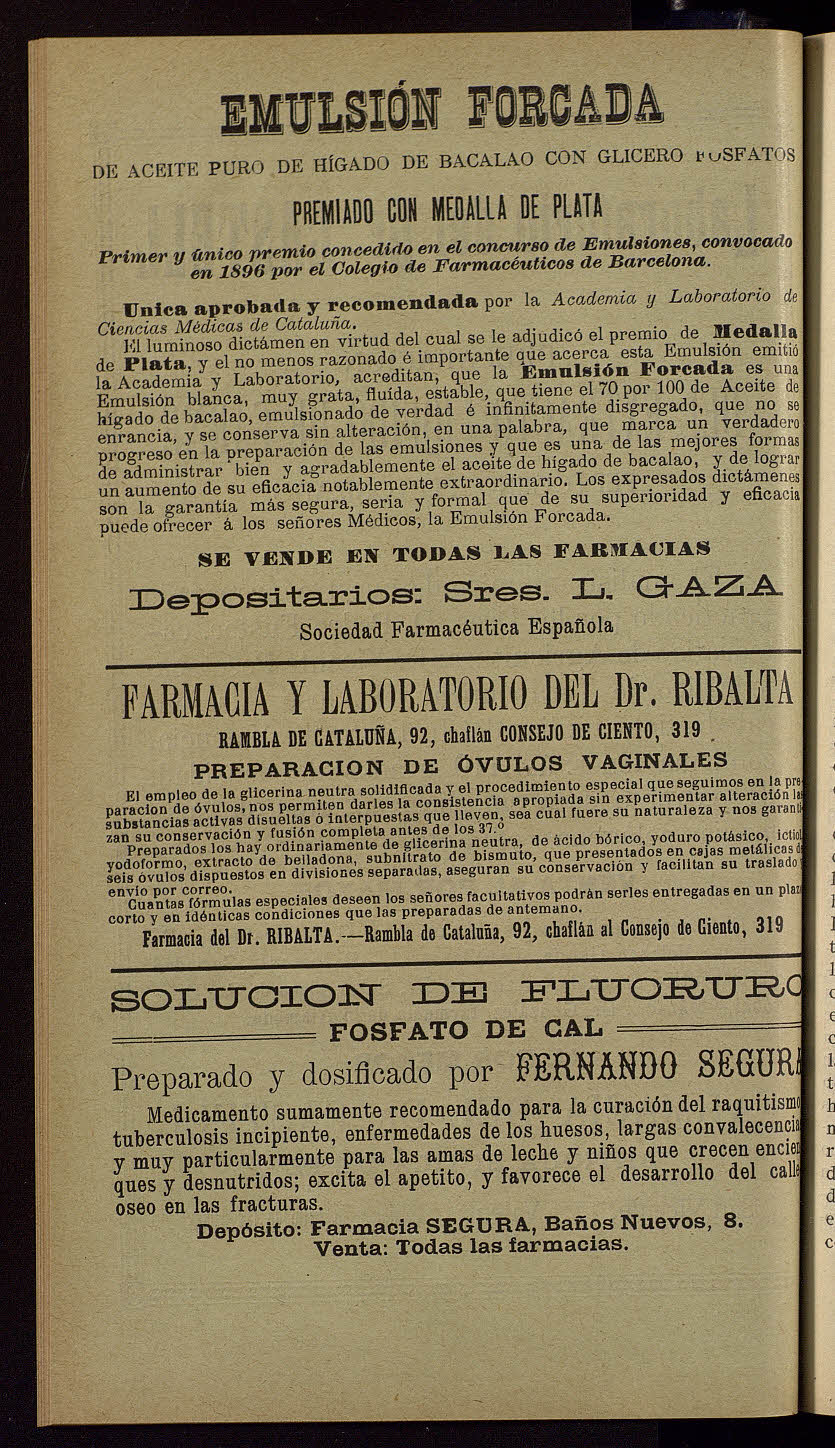 EMULSIÓN FORCADA
DE ACEITE PURO DE HÍGADO DE BACALAO CON GLICERO FOSFATOS
PREMIADO CON MEDALLA DE PLATA
Primer y único premio concedido en el concurso de Emulsiones, convocado
en 1896 por el Colegio de Farmacéuticos de Barcelona.
Unica aprobada y recomendada por la Academia y Laboratorio de
Ciencias Médicas de Cataluña.
El luminoso dictámen en virtud del cual se le adjudicó el premio de Medalla
de Plata, y el no menos razonado é importante que acerca esta Emulsión emitió
la Academia y Laboratorio, acreditan, que la Emulsión Forcada es una
Emulsión blanca, muy grata, fluída, estable, que tiene el 70 por 100 de Aceite de
hígado de bacalao, emulsionado de verdad é infinitamente disgregado, que no se
enrancia, y se conserva sin alteración, en una palabra, que marca un verdadero
progreso en la preparación de las emulsiones y que es una de las mejores formas
de administrar bien y agradablemente el aceite de hígado de bacalao, y de lograr
un aumento de su eficacia notablemente extraordinario. Los expresados dictámenes
son la garantía más segura, seria y formal que de su superioridad y eficacia
puede ofrecer á los señores Médicos, la Emulsión Forcada.
SE VENDE EN TODAS LAS FARMACIAS
Depositarios: Sres. L. GAZA
Sociedad Farmacéutica Española
FARMACIA Y LABORATORIO DEL Dr. RIBALTA
RAMBLA DE CATALUÑA, 92, chaflán CONSEJO DE CIENTO, 319
PREPARACION DE ÓVULOS VAGINALES
El empleo de la glicerina neutra solidificada y el procedimiento especial que seguimos en la pre-
paracion de óvulos, nos permiten darles la consistencia apropiada sin experimentar alteración las
substancias activas disueltas ó interpuestas que lleven, sea cual fuere su naturaleza y nos garanti-
zan su conservación y fusión completa antes de los 37.º
Preparados los hay ordinariamente de glicerina neutra, de ácido bórico, yoduro potásico, ictiol
yodoformo, extracto de belladona, subnitrato de bismuto, que presentados en cajas metálicas de
seis óvulos dispuestos en divisiones separadas, aseguran su conservación y facilitan su traslado y
envio por correo.
Cuantas fórmulas especiales deseen los señores facultativos podrán serles entregadas en un plaz
corto y en idénticas condiciones que las preparadas de antemano.
Farmacia del Dr. RIBALTA.—Rambla de Cataluña, 92, chaflán al Consejo de Ciento, 319
SOLUCION DE FLUORURO
FOSFATO DE CAL
Preparado y dosificado por FERNANDO SEGURA
Medicamento sumamente recomendado para la curación del raquitismo
tuberculosis incipiente, enfermedades de los huesos, largas convalecencia
y muy particularmente para las amas de leche y niños que crecen encien
ques y desnutridos; excita el apetito, y favorece el desarrollo del calle
oseo en las fracturas.
Depósito: Farmacia SEGURA, Baños Nuevos, 8.
Venta: Todas las farmacias.